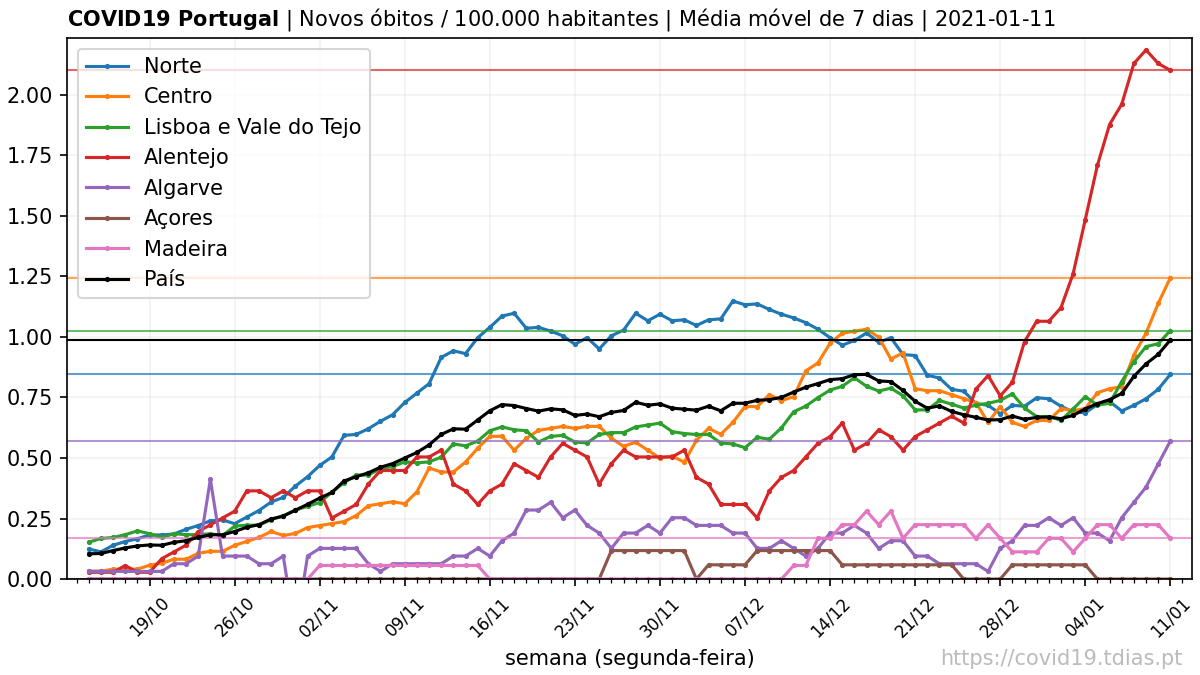 COVID19 Portugal | Novos óbitos / 100.000 habitantes | Média móvel de 7 dias | 2021-01-11
Norte
Centro
Lisboa e Vale do Tejo
Alentejo
Algarve
Açores
Madeira
País
2.00
1.75
1.50
1.25
1.00
0.75
0.50
0.25
0.00
19/10 26/10 02/11 09/11 16/11 23/11 30/11 07/12 14/12 21/12 28/12 04/01 11/01
semana (segunda-feira)
https://covid19.tdias.pt